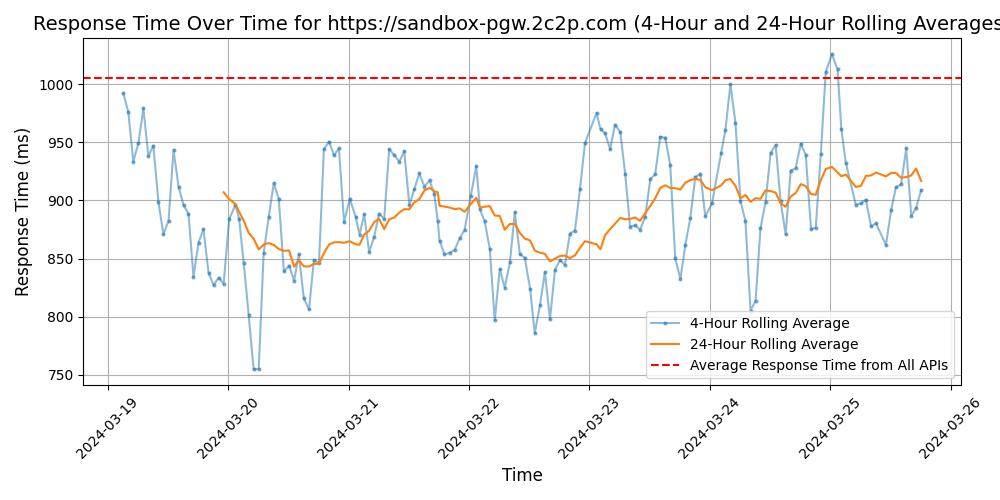 Response Time Over Time for https://sandbox-pgw.2c2p.com (4-Hour and 24-Hour Rolling Averages
Response Time (ms)
1000
950
900
850
800
750
4-Hour Rolling Average
24-Hour Rolling Average
Average Response Time from All APIs
2024-03-19
2024-03-20
2024-03-21
2024-03-22
2024-03-23
2024-03-24
2024-03-25
2024-03-26
Time